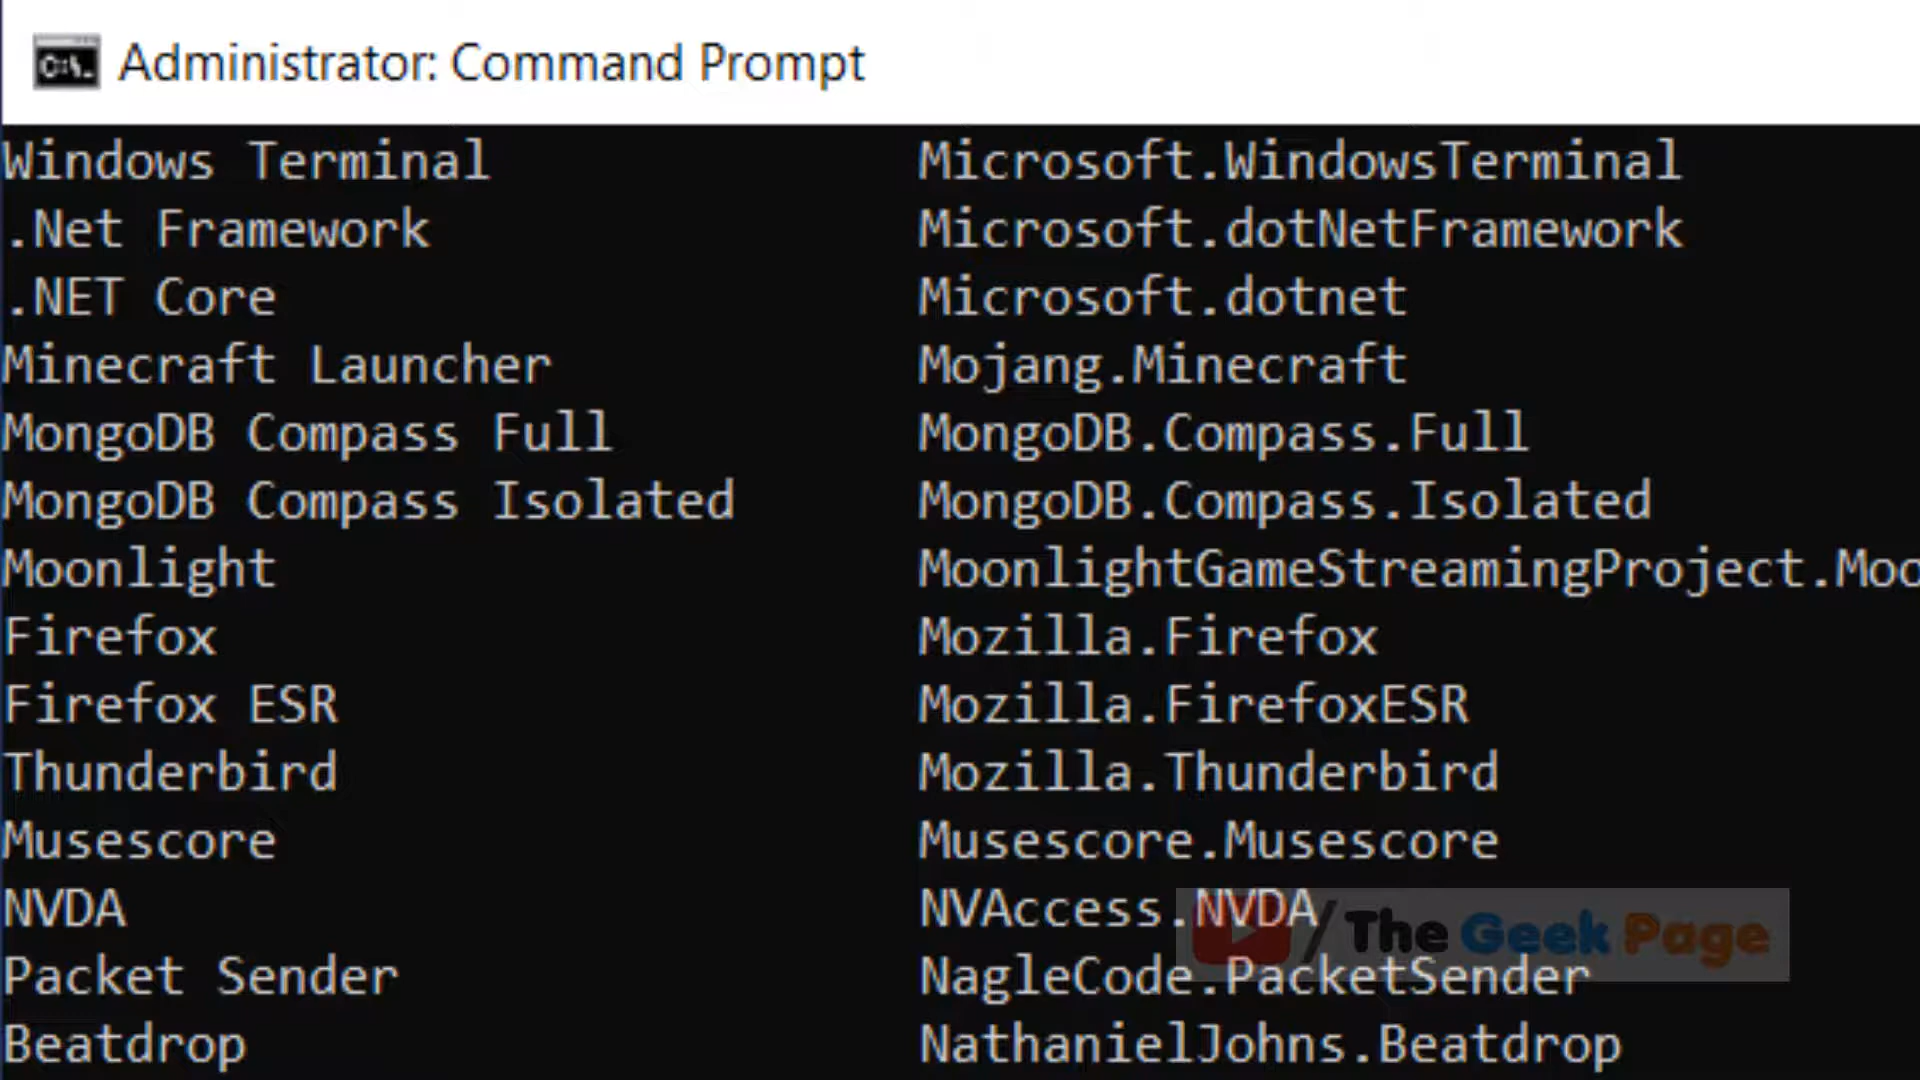 Administrator: Command Prompt
Windows Terminal Microsoft.WindowsTerminal
.Net Framework Microsoft.dotNetFramework
.NET Core Microsoft.dotnet
Minecraft Launcher Mojang.Minecraft
MongoDB Compass Full MongoDB.Compass.Full
MongoDB Compass Isolated MongoDB.Compass.Isolated
Moonlight MoonlightGameStreamingProject.Moo
Firefox Mozilla.Firefox
Firefox ESR Mozilla.FirefoxESR
Thunderbird Mozilla.Thunderbird
Musescore Musescore.Musescore
NVDA NVAccess.NVDA
/The Geek Page
Packet Sender NagleCode.PacketSender
Beatdrop NathanielJohns.Beatdrop